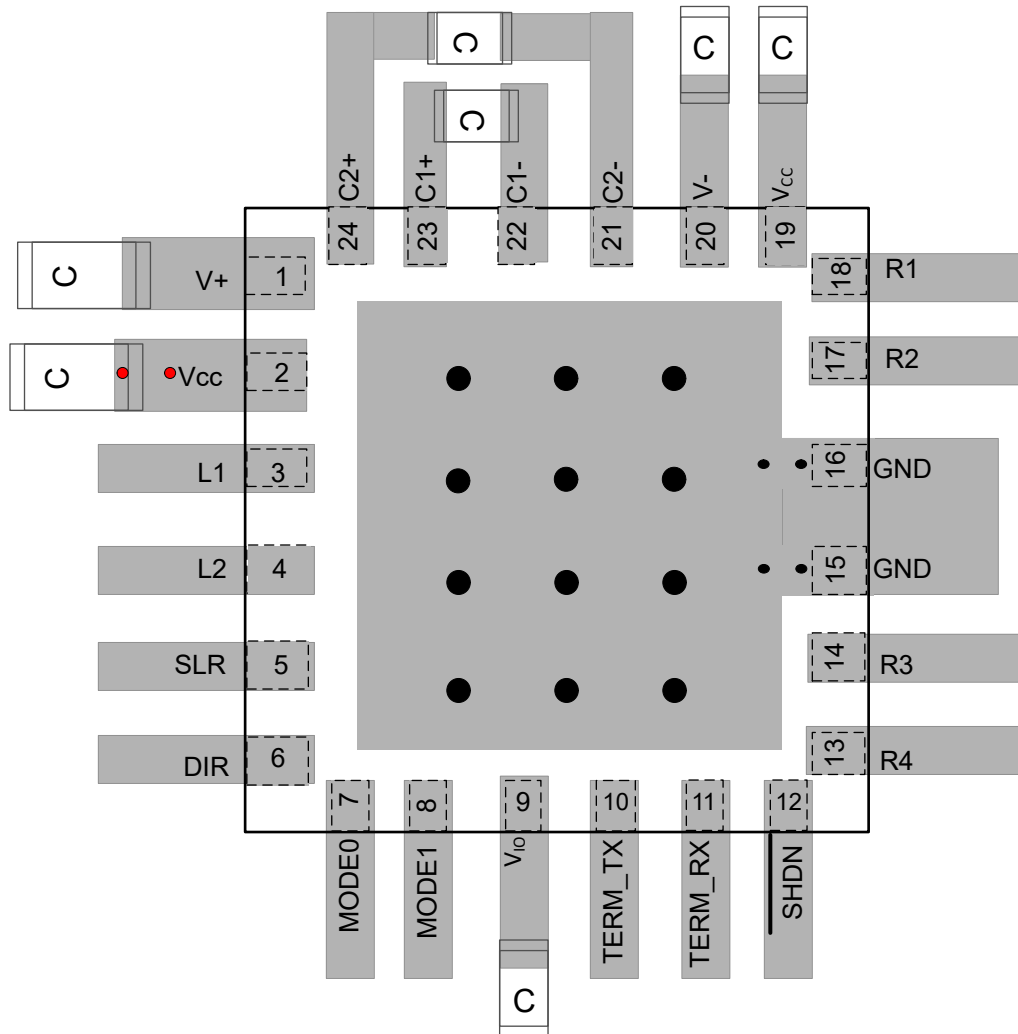 C
C
C
C
C2+
C1+
C1-
C2-
V-
VCC
24
23
22
21
20
19
C
V+
1
18
R1
C
Vcc
2
17
R2
L1
3
16
GND
L2
4
15
GND
SLR
5
14
R3
DIR
6
13
R4
7
8
9
10
11
12
MODE0
MODE1
VIO
TERM_TX
TERM_RX
SHDN
C